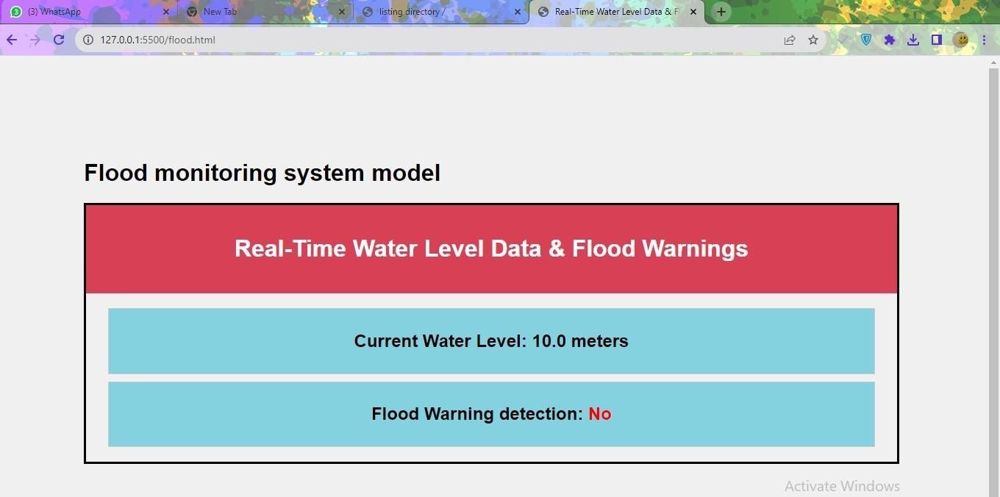 (3) WhatsApp
New Tab
listing directory /
Real-Time Water Level Data & F
127.0.0.1:5500/flood.html
Flood monitoring system model
Real-Time Water Level Data & Flood Warnings
Current Water Level: 10.0 meters
Flood Warning detection: No
Activate Windows